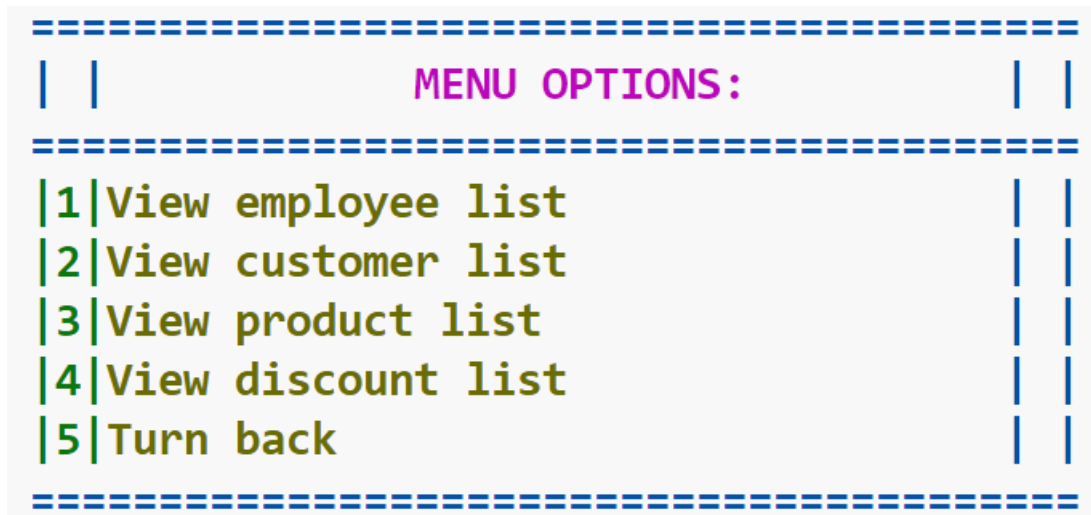 =========================================
| |            MENU OPTIONS:          | |
=========================================
|1|View employee list                 | |
|2|View customer list                 | |
|3|View product list                  | |
|4|View discount list                 | |
|5|Turn back                          | |
=========================================